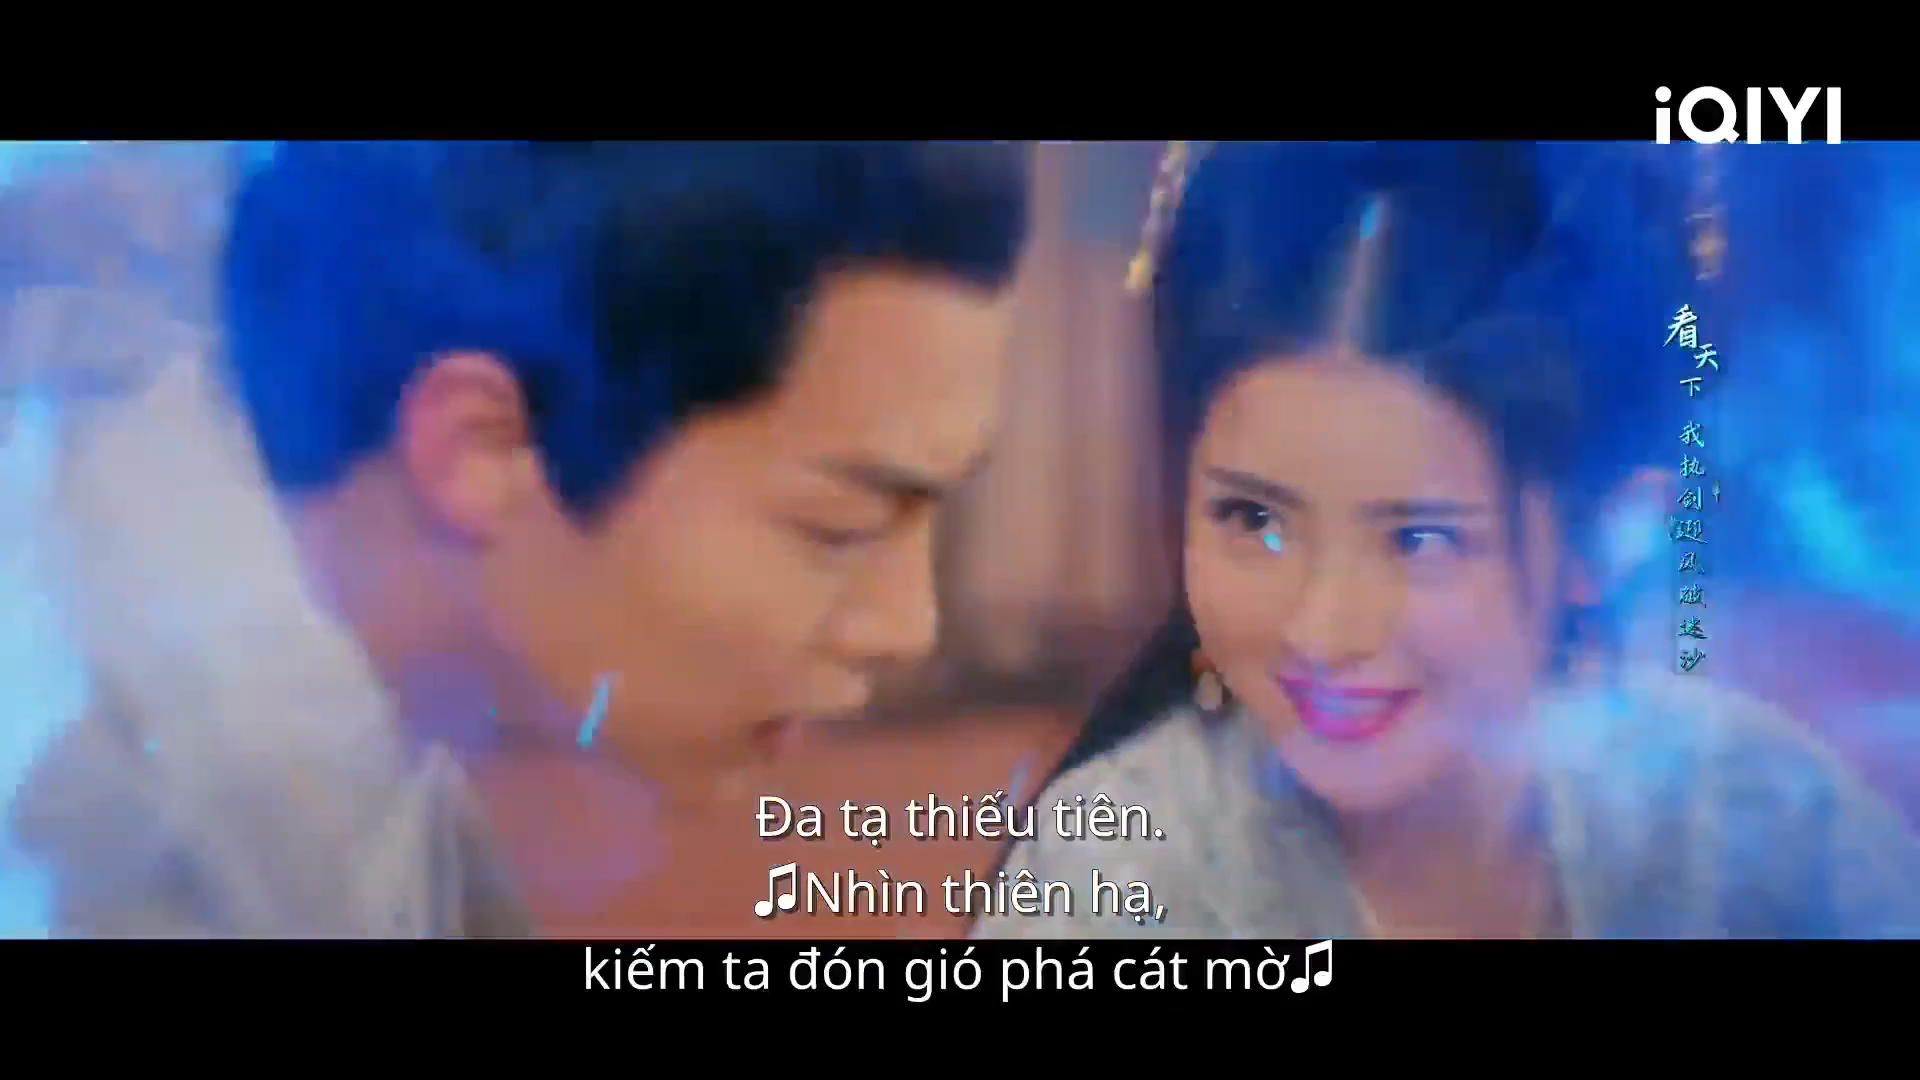 iQIYI
看天下 我执剑迎风破迷沙
Đa tạ thiếu tiên.
♫Nhìn thiên hạ,
kiếm ta đón gió phá cát mờ♫